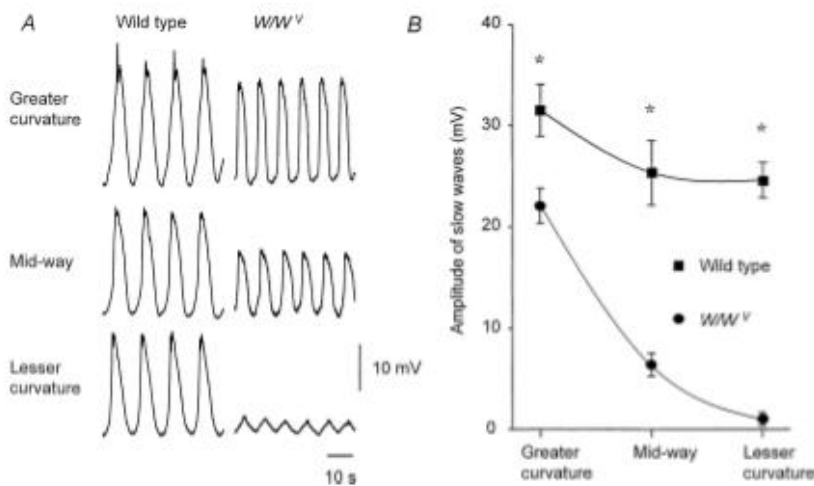 A
Wild type
W/W V
Greater
curvature
Mid-way
Lesser
curvature
10 mV
10 s
B
Amplitude of slow waves (mV)
40
30
20
10
0
*
*
*
Wild type
W/W V
Greater
curvature
Mid-way
Lesser
curvature